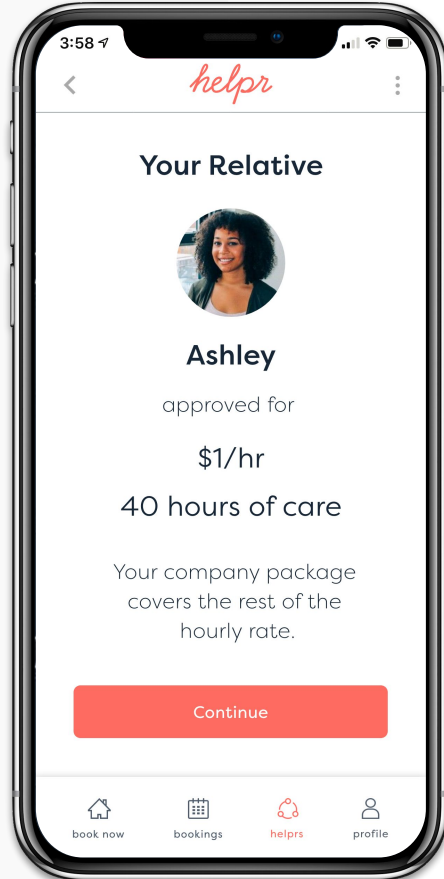 3:58
helpr
Your Relative
Ashley
approved for
$1/hr
40 hours of care
Your company package
covers the rest of the
hourly rate.
Continue
book now
bookings
helprs
profile